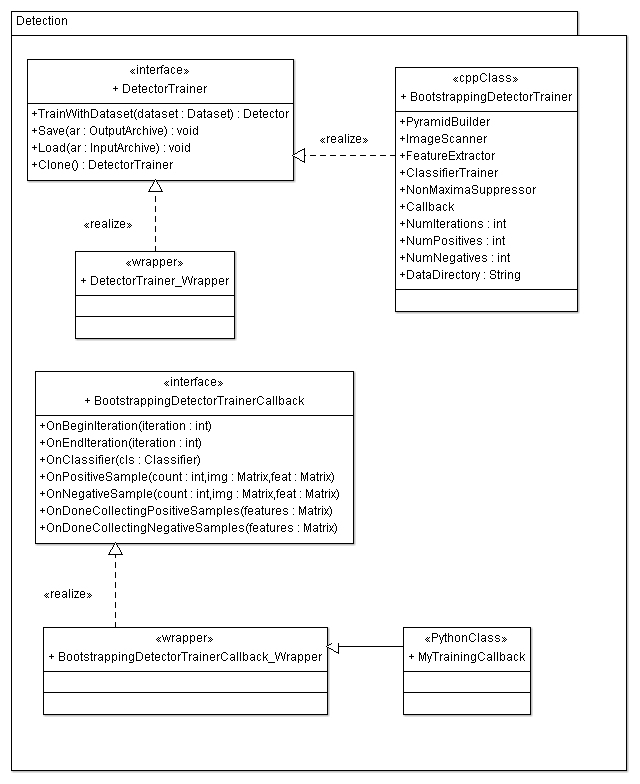 Detection
«interface»
+ DetectorTrainer
+TrainWithDataset(dataset : Dataset) : Detector
+Save(ar : OutputArchive) : void
+Load(ar : InputArchive) : void
+Clone() : DetectorTrainer
«realize»
«cppClass»
+ BootstrappingDetectorTrainer
+PyramidBuilder
+ImageScanner
+FeatureExtractor
+ClassifierTrainer
+NonMaximaSuppressor
+Callback
+NumIterations : int
+NumPositives : int
+NumNegatives : int
+DataDirectory : String
«realize»
«wrapper»
+ DetectorTrainer_Wrapper
«interface»
+ BootstrappingDetectorTrainerCallback
+OnBeginIteration(iteration : int)
+OnEndIteration(iteration : int)
+OnClassifier(cls : Classifier)
+OnPositiveSample(count : int,img : Matrix,feat : Matrix)
+OnNegativeSample(count : int,img : Matrix,feat : Matrix)
+OnDoneCollectingPositiveSamples(features : Matrix)
+OnDoneCollectingNegativeSamples(features : Matrix)
«realize»
«wrapper»
+ BootstrappingDetectorTrainerCallback_Wrapper
«PythonClass»
+ MyTrainingCallback